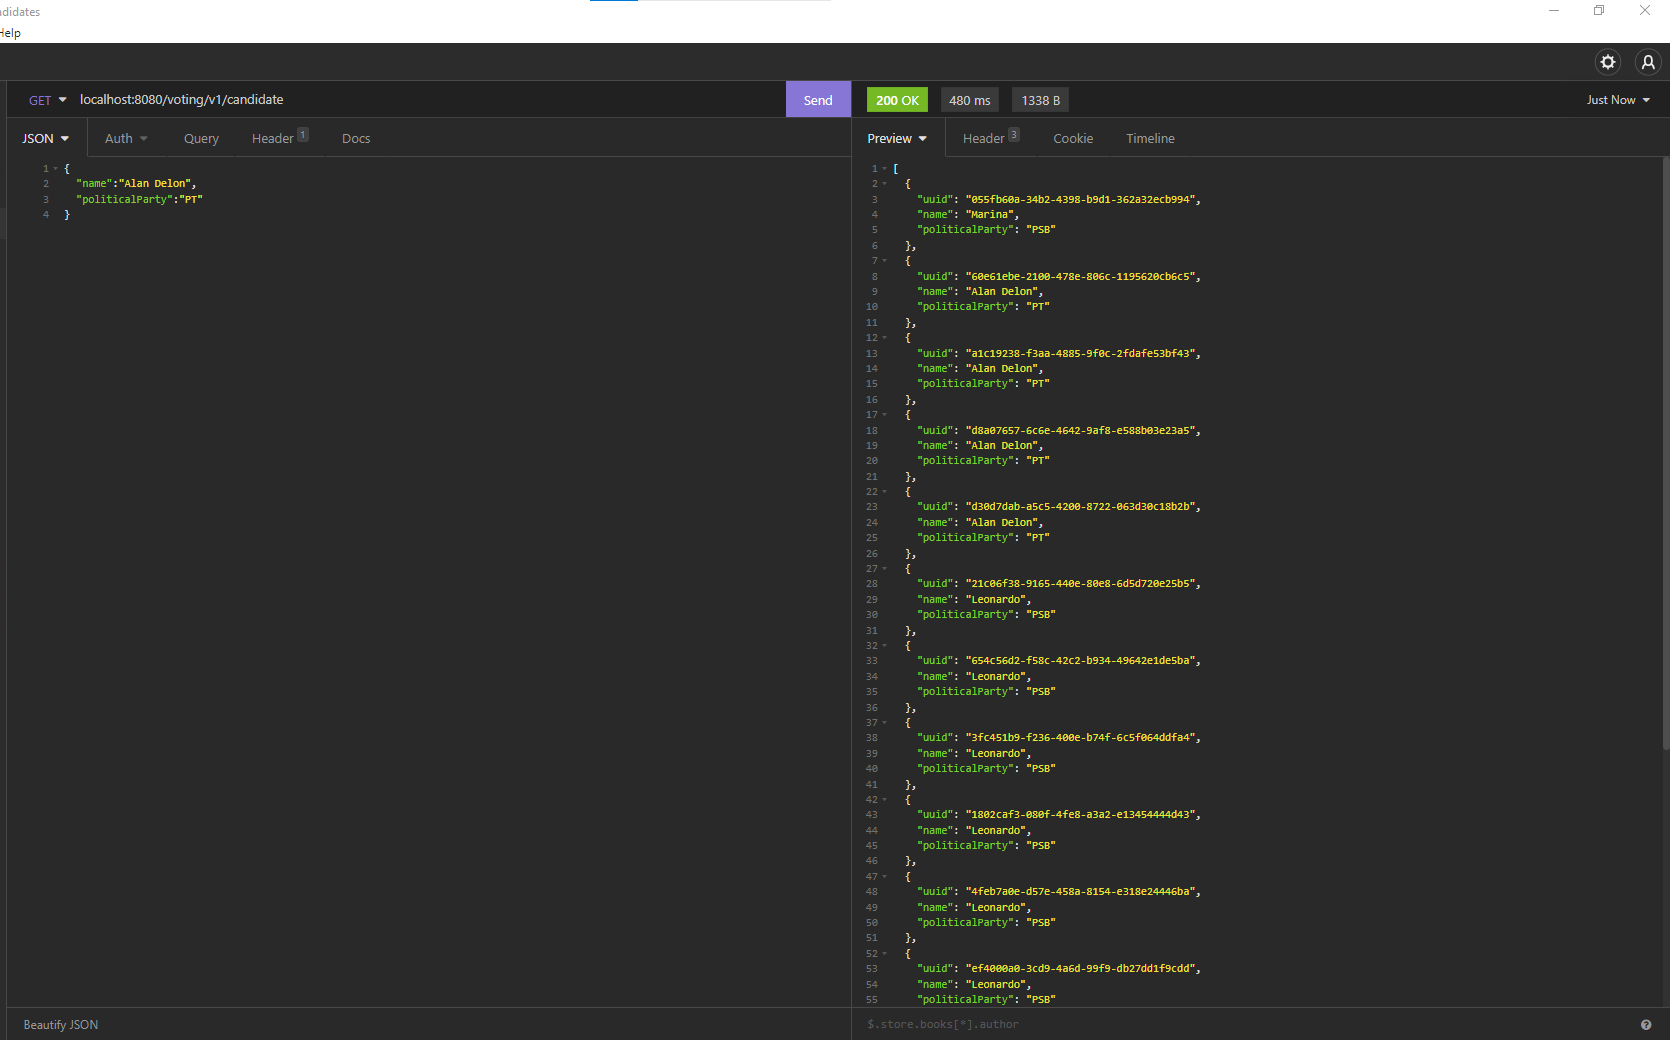 ndidates
Help
GET localhost:8080/voting/v1/candidate Send 200 OK 480 ms 1338 B Just Now
JSON Auth Query Header 1 Docs
1 {
2 "name":"Alan Delon",
3 "politicalParty":"PT"
4 }
Beautify JSON
Preview Header 3 Cookie Timeline
1 [
2 {
3 "uuid": "055fb60a-34b2-4398-b9d1-362a32ecb994",
4 "name": "Marina",
5 "politicalParty": "PSB"
6 },
7 {
8 "uuid": "60e61ebe-2100-478e-806c-1195620cb6c5",
9 "name": "Alan Delon",
10 "politicalParty": "PT"
11 },
12 {
13 "uuid": "a1c19238-f3aa-4885-9f0c-2fdafe53bf43",
14 "name": "Alan Delon",
15 "politicalParty": "PT"
16 },
17 {
18 "uuid": "d8a07657-6c6e-4642-9af8-e588b03e23a5",
19 "name": "Alan Delon",
20 "politicalParty": "PT"
21 },
22 {
23 "uuid": "d30d7dab-a5c5-4200-8722-063d30c18b2b",
24 "name": "Alan Delon",
25 "politicalParty": "PT"
26 },
27 {
28 "uuid": "21c06f38-9165-440e-80e8-6d5d720e25b5",
29 "name": "Leonardo",
30 "politicalParty": "PSB"
31 },
32 {
33 "uuid": "654c56d2-f58c-42c2-b934-49642e1de5ba",
34 "name": "Leonardo",
35 "politicalParty": "PSB"
36 },
37 {
38 "uuid": "3fc451b9-f236-400e-b74f-6c5f064ddfa4",
39 "name": "Leonardo",
40 "politicalParty": "PSB"
41 },
42 {
43 "uuid": "1802caf3-080f-4fe8-a3a2-e13454444d43",
44 "name": "Leonardo",
45 "politicalParty": "PSB"
46 },
47 {
48 "uuid": "4feb7a0e-d57e-458a-8154-e318e24446ba",
49 "name": "Leonardo",
50 "politicalParty": "PSB"
51 },
52 {
53 "uuid": "ef4000a0-3cd9-4a6d-99f9-db27dd1f9cdd",
54 "name": "Leonardo",
55 "politicalParty": "PSB"
$.store.books[*].author